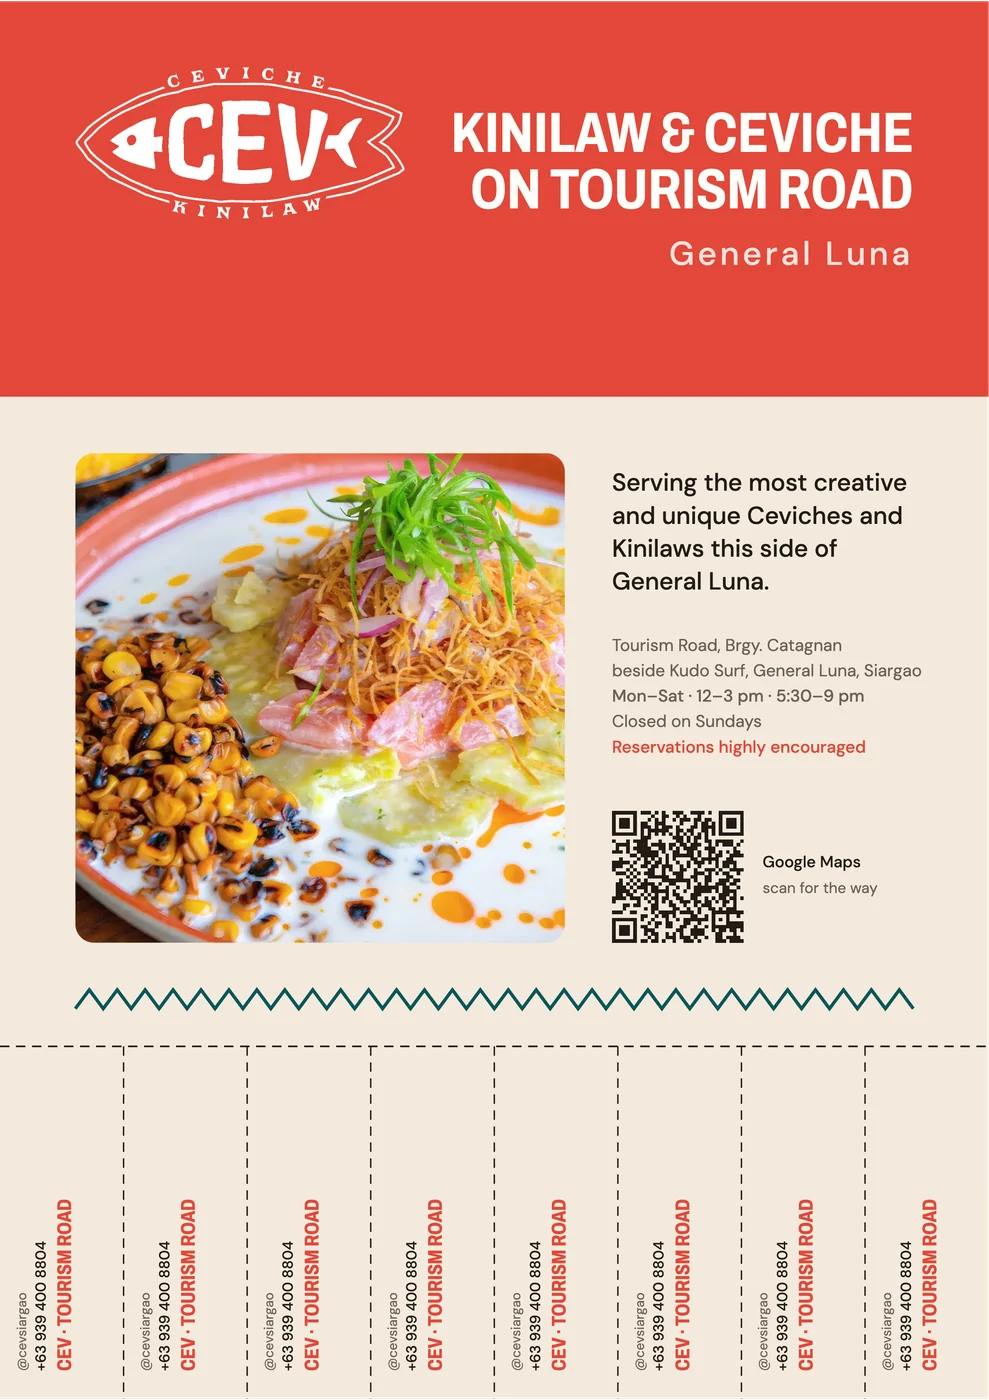 CEVICHE
CEV
KINILAW
KINILAW & CEVICHE
ON TOURISM ROAD
General Luna
Serving the most creative
and unique Ceviches and
Kinilaws this side of
General Luna.
Tourism Road, Brgy. Catagnan
beside Kudo Surf, General Luna, Siargao
Mon–Sat · 12–3 pm · 5:30–9 pm
Closed on Sundays
Reservations highly encouraged
Google Maps
scan for the way
@cevsiargao
+63 939 400 8804
CEV · TOURISM ROAD
@cevsiargao
+63 939 400 8804
CEV · TOURISM ROAD
@cevsiargao
+63 939 400 8804
CEV · TOURISM ROAD
@cevsiargao
+63 939 400 8804
CEV · TOURISM ROAD
@cevsiargao
+63 939 400 8804
CEV · TOURISM ROAD
@cevsiargao
+63 939 400 8804
CEV · TOURISM ROAD
@cevsiargao
+63 939 400 8804
CEV · TOURISM ROAD
@cevsiargao
+63 939 400 8804
CEV · TOURISM ROAD